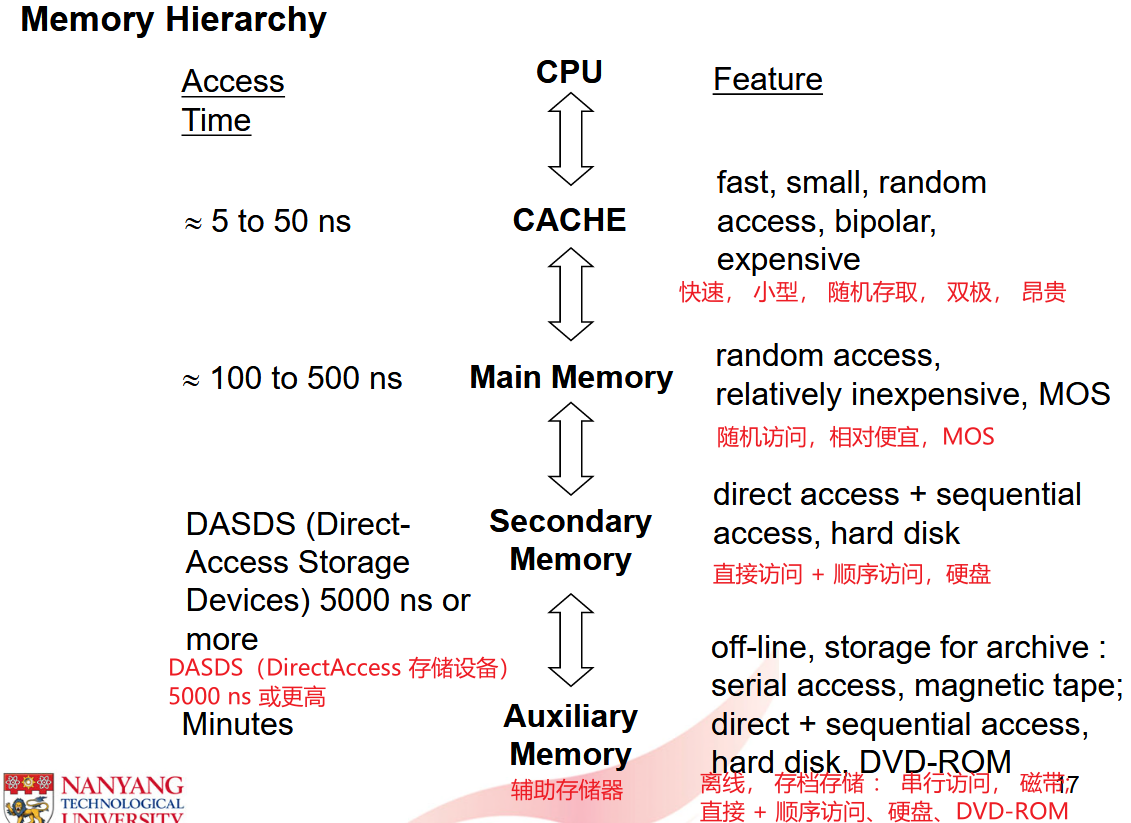 Memory Hierarchy
Access
Time
CPU
Feature
≈ 5 to 50 ns
CACHE
fast, small, random
access, bipolar,
expensive
快速， 小型， 随机存取， 双极， 昂贵
≈ 100 to 500 ns
Main Memory
random access,
relatively inexpensive, MOS
随机访问，相对便宜，MOS
DASDS (Direct-
Access Storage
Devices) 5000 ns or
more
DASDS（DirectAccess 存储设备）
5000 ns 或更高
Secondary
Memory
direct access + sequential
access, hard disk
直接访问 + 顺序访问，硬盘
Minutes
Auxiliary
Memory
辅助存储器
off-line, storage for archive :
serial access, magnetic tape;
direct + sequential access,
hard disk, DVD-ROM
离线， 存档存储 ： 串行访问， 磁带;
直接 + 顺序访问、硬盘、DVD-ROM
17
NANYANG
TECHNOLOGICAL
UNIVERSITY